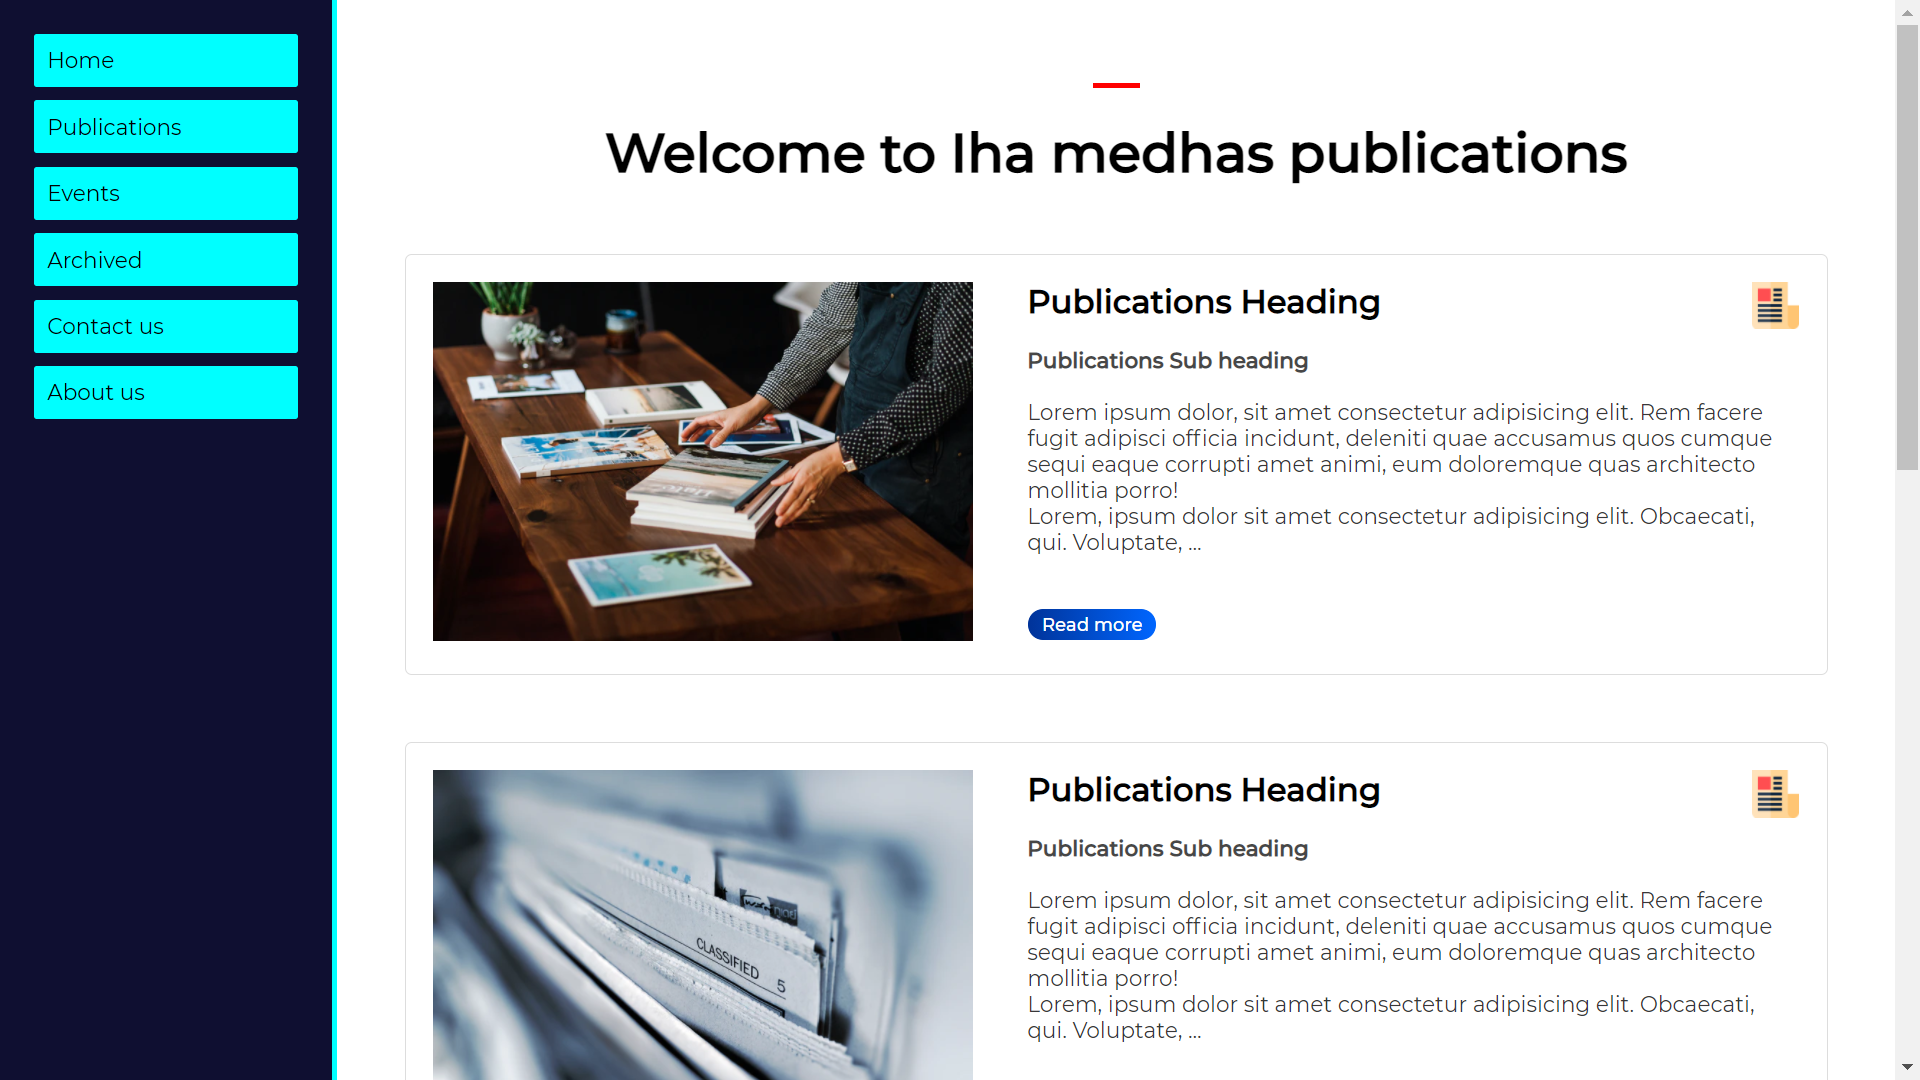 Home
Publications
Events
Archived
Contact us
About us
Welcome to Iha medhas publications
Publications Heading
Publications Sub heading
Lorem ipsum dolor, sit amet consectetur adipisicing elit. Rem facere
fugit adipisci officia incidunt, deleniti quae accusamus quos cumque
sequi eaque corrupti amet animi, eum doloremque quas architecto
mollitia porro!
Lorem, ipsum dolor sit amet consectetur adipisicing elit. Obcaecati,
qui. Voluptate, ...
Read more
CLASSIFIED 5
Publications Heading
Publications Sub heading
Lorem ipsum dolor, sit amet consectetur adipisicing elit. Rem facere
fugit adipisci officia incidunt, deleniti quae accusamus quos cumque
sequi eaque corrupti amet animi, eum doloremque quas architecto
mollitia porro!
Lorem, ipsum dolor sit amet consectetur adipisicing elit. Obcaecati,
qui. Voluptate, ...